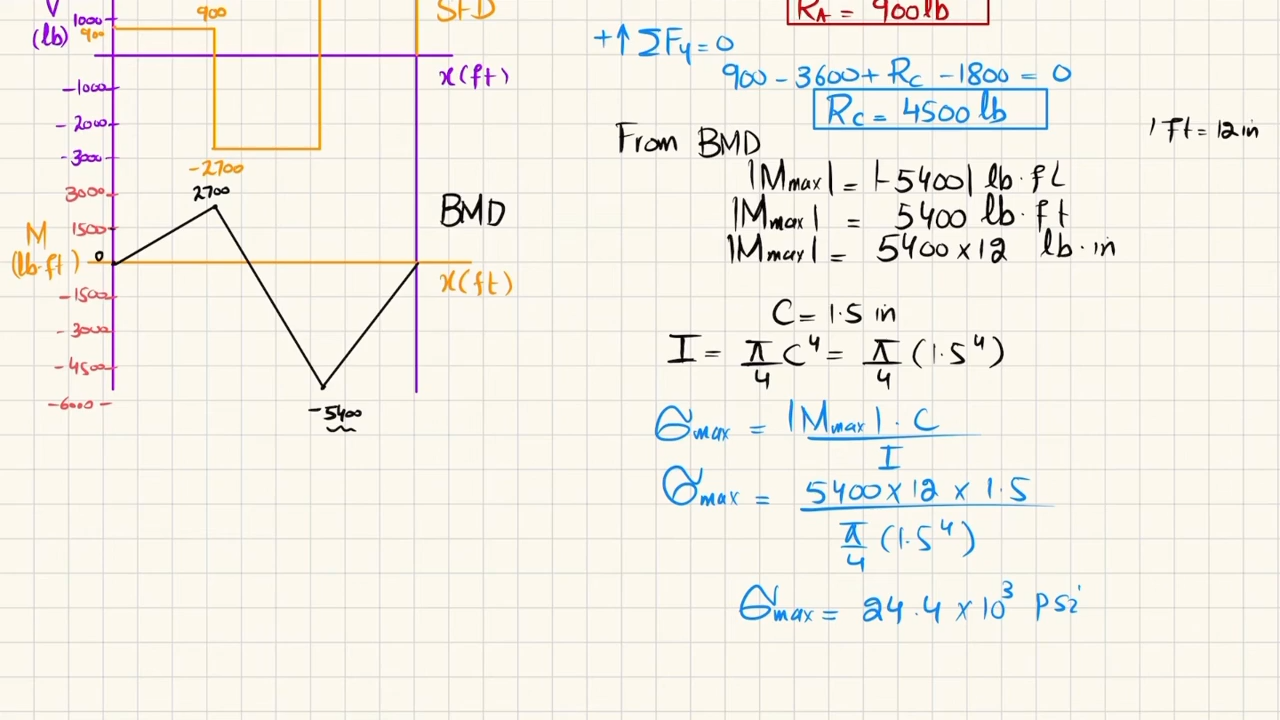 V
(lb)
1000
900
900
SFD
-1000
-2000
-3000
x(ft)
-2700
2700
3000
1500
M
(lb·ft)
0
BMD
x(ft)
-1500
-3000
-4500
-6000
-5400
RA = 900lb
+↑ ΣFy = 0
900 - 3600 + Rc - 1800 = 0
Rc = 4500 lb
1 ft = 12 in
From BMD
|Mmax| = |-5400| lb·ft
|Mmax| = 5400 lb·ft
|Mmax| = 5400 x 12 lb·in
C = 1.5 in
I = π/4 C⁴ = π/4 (1.5⁴)
σmax = |Mmax| · C / I
σmax = 5400 x 12 x 1.5 / π/4 (1.5⁴)
σmax = 24.4 x 10³ psi